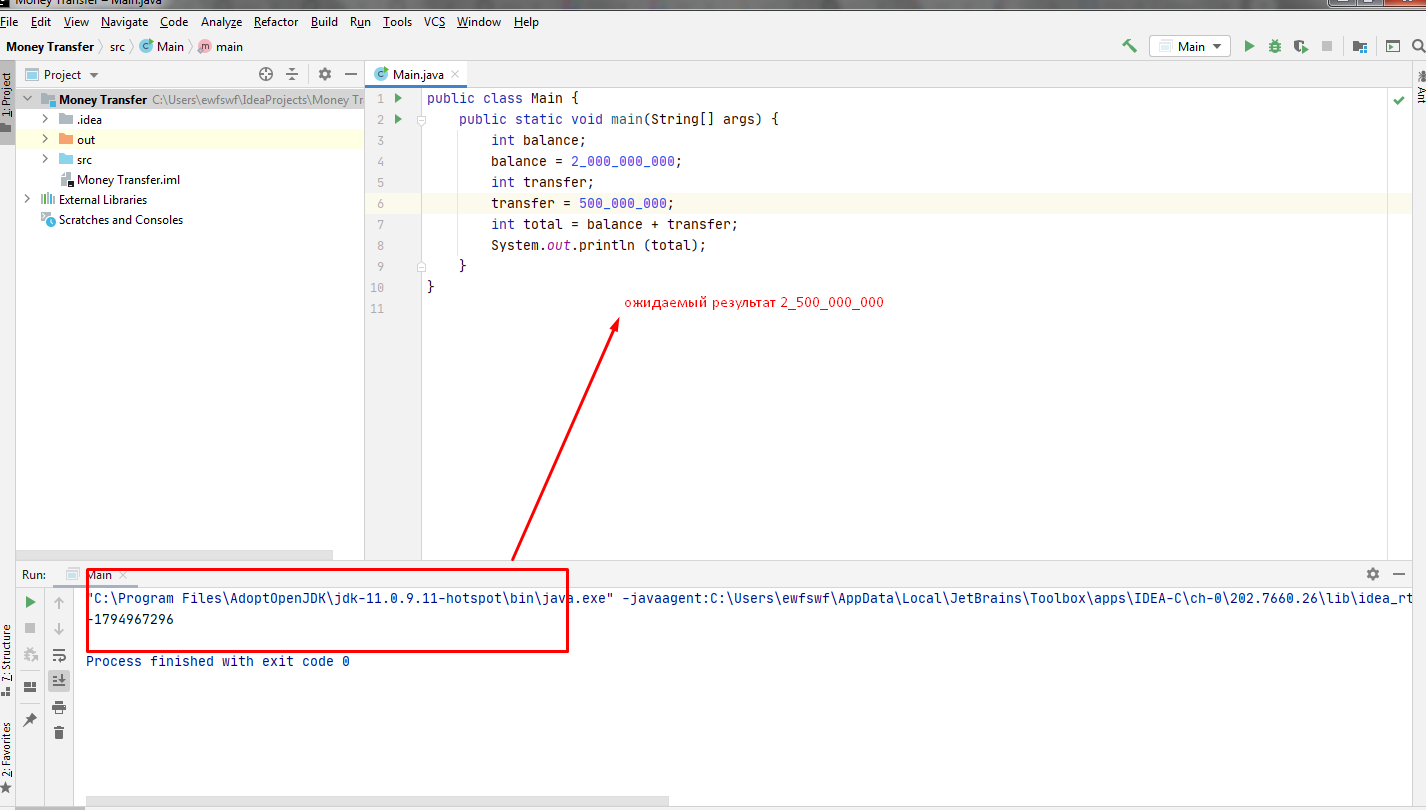 Money Transfer – Main.java
File Edit View Navigate Code Analyze Refactor Build Run Tools VCS Window Help
Money Transfer src Main main
Main
1: Project
Project
Main.java
Ant
Money Transfer C:\Users\ewfswf\IdeaProjects\Money Tr
.idea
out
src
Money Transfer.iml
External Libraries
Scratches and Consoles
1 public class Main {
2 public static void main(String[] args) {
3 int balance;
4 balance = 2_000_000_000;
5 int transfer;
6 transfer = 500_000_000;
7 int total = balance + transfer;
8 System.out.println (total);
9 }
10 }
11
ожидаемый результат 2_500_000_000
Run: Main
"C:\Program Files\AdoptOpenJDK\jdk-11.0.9.11-hotspot\bin\java.exe" -javaagent:C:\Users\ewfswf\AppData\Local\JetBrains\Toolbox\apps\IDEA-C\ch-0\202.7660.26\lib\idea_rt
-1794967296
Process finished with exit code 0
7: Structure
2: Favorites